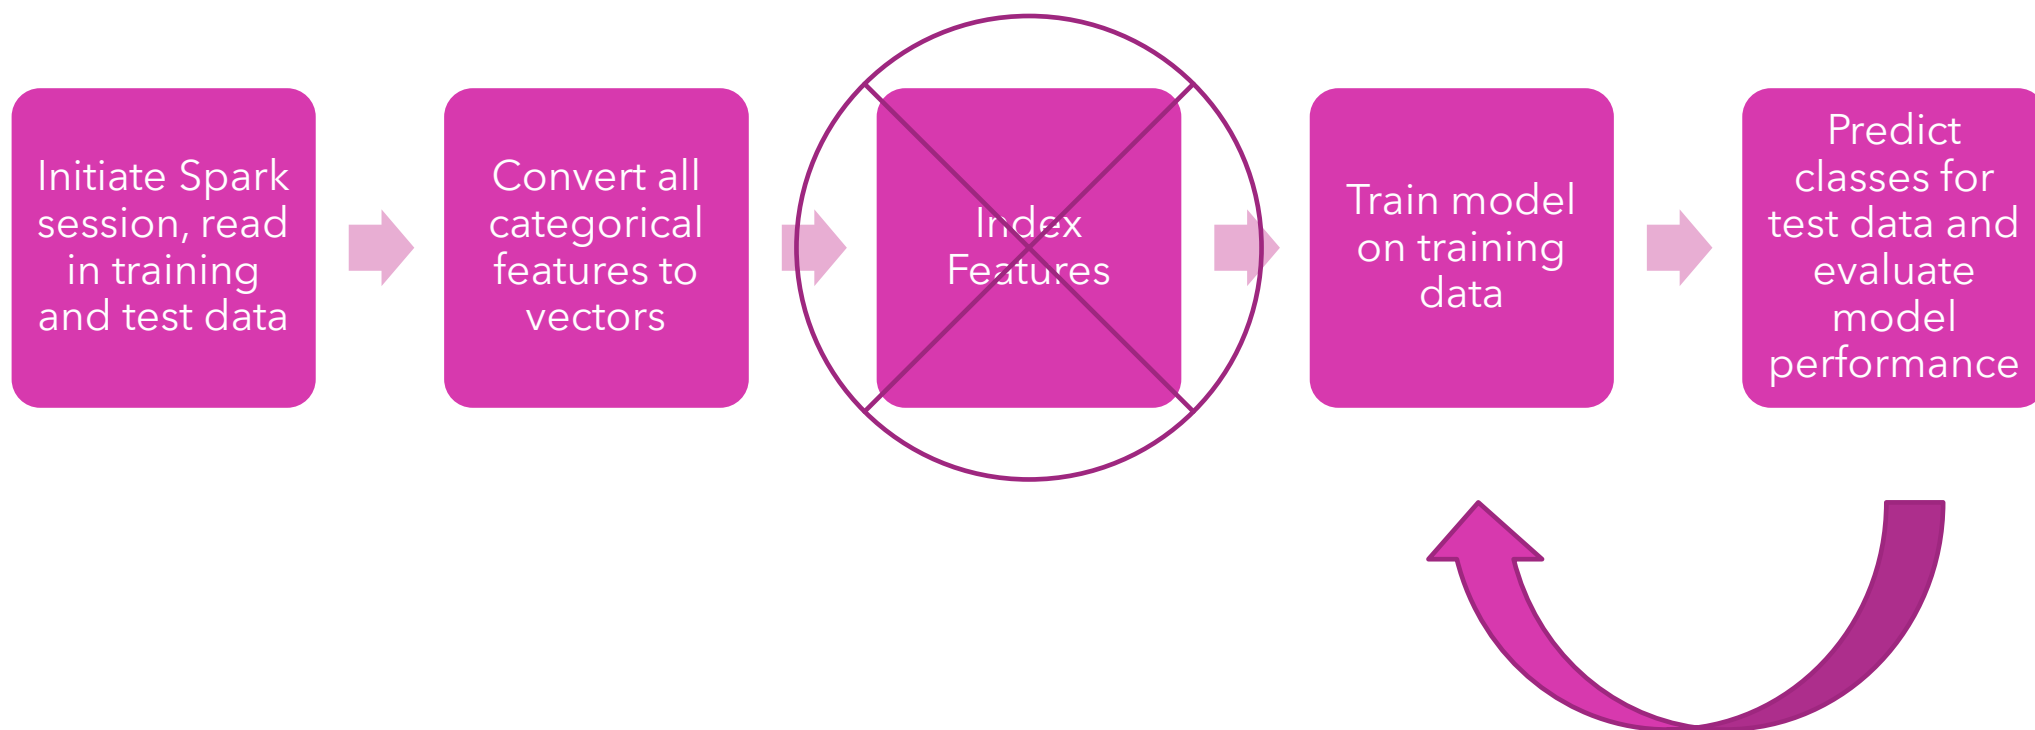 Initiate Spark
session, read
in training
and test data
Convert all
categorical
features to
vectors
Index
Features
Train model
on training
data
Predict
classes for
test data and
evaluate
model
performance